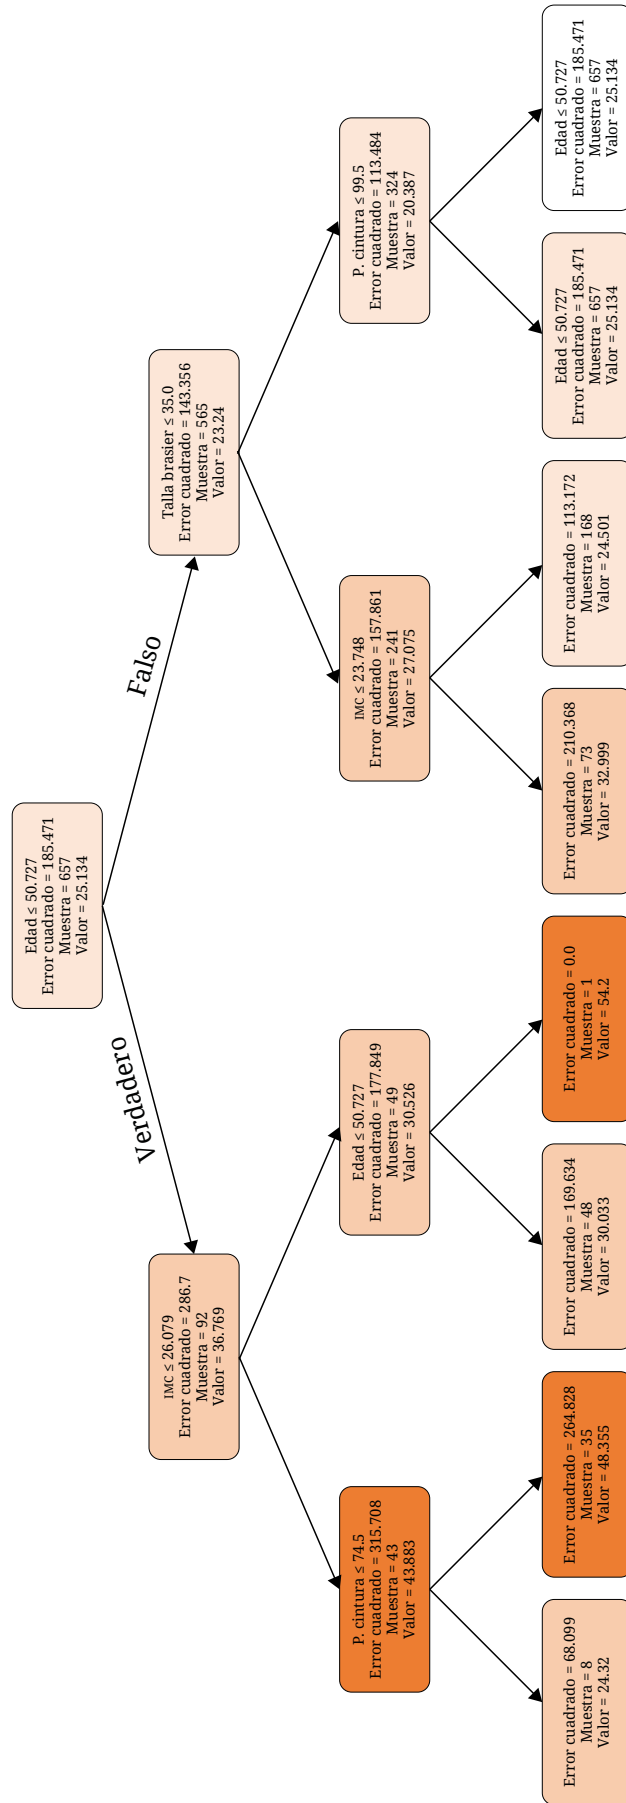 Edad ≤ 50.727
Error cuadrado = 185.471
Muestra = 657
Valor = 25.134
Verdadero
Falso
IMC ≤ 26.079
Error cuadrado = 286.7
Muestra = 92
Valor = 36.769
Talla brasier ≤ 35.0
Error cuadrado = 143.356
Muestra = 565
Valor = 23.24
P. cintura ≤ 74.5
Error cuadrado = 315.708
Muestra = 43
Valor = 43.883
Edad ≤ 50.727
Error cuadrado = 177.849
Muestra = 49
Valor = 30.526
IMC ≤ 23.748
Error cuadrado = 157.861
Muestra = 241
Valor = 27.075
P. cintura ≤ 99.5
Error cuadrado = 113.484
Muestra = 324
Valor = 20.387
Error cuadrado = 68.099
Muestra = 8
Valor = 24.32
Error cuadrado = 264.828
Muestra = 35
Valor = 48.355
Error cuadrado = 169.634
Muestra = 48
Valor = 30.033
Error cuadrado = 0.0
Muestra = 1
Valor = 54.2
Error cuadrado = 210.368
Muestra = 73
Valor = 32.999
Error cuadrado = 113.172
Muestra = 168
Valor = 24.501
Edad ≤ 50.727
Error cuadrado = 185.471
Muestra = 657
Valor = 25.134
Edad ≤ 50.727
Error cuadrado = 185.471
Muestra = 657
Valor = 25.134